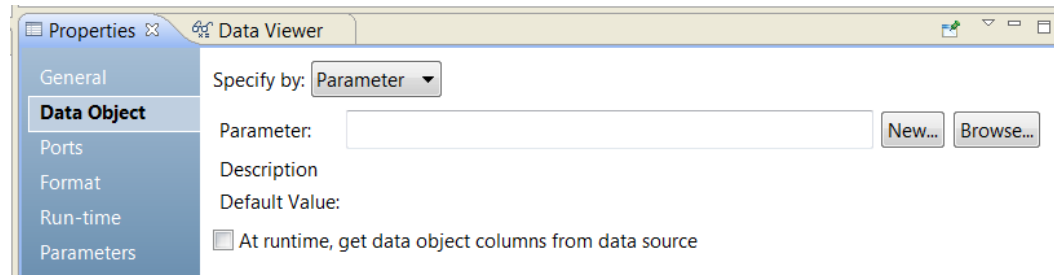 Properties Data Viewer
General
Data Object
Ports
Format
Run-time
Parameters
Specify by: Parameter
Parameter: New... Browse...
Description
Default Value:
At runtime, get data object columns from data source